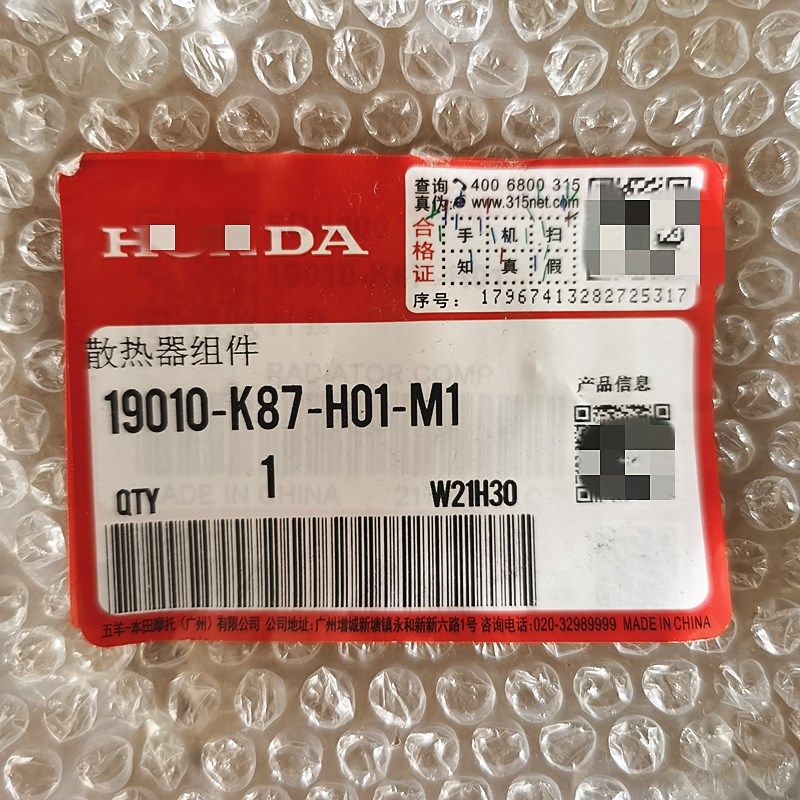 HONDA
查询 400 6800 315
真伪: www.315net.com
合格证
手 机 扫
知 真 假
序号: 17967413282725317
散热器组件
RADIATOR COMP
19010-K87-H01-M1
产品信息
QTY 1 W21H30
MADE IN CHINA
五羊-本田摩托(广州)有限公司 公司地址:广州增城新塘镇永和新新六路1号 咨询电话:020-32989999 MADE IN CHINA